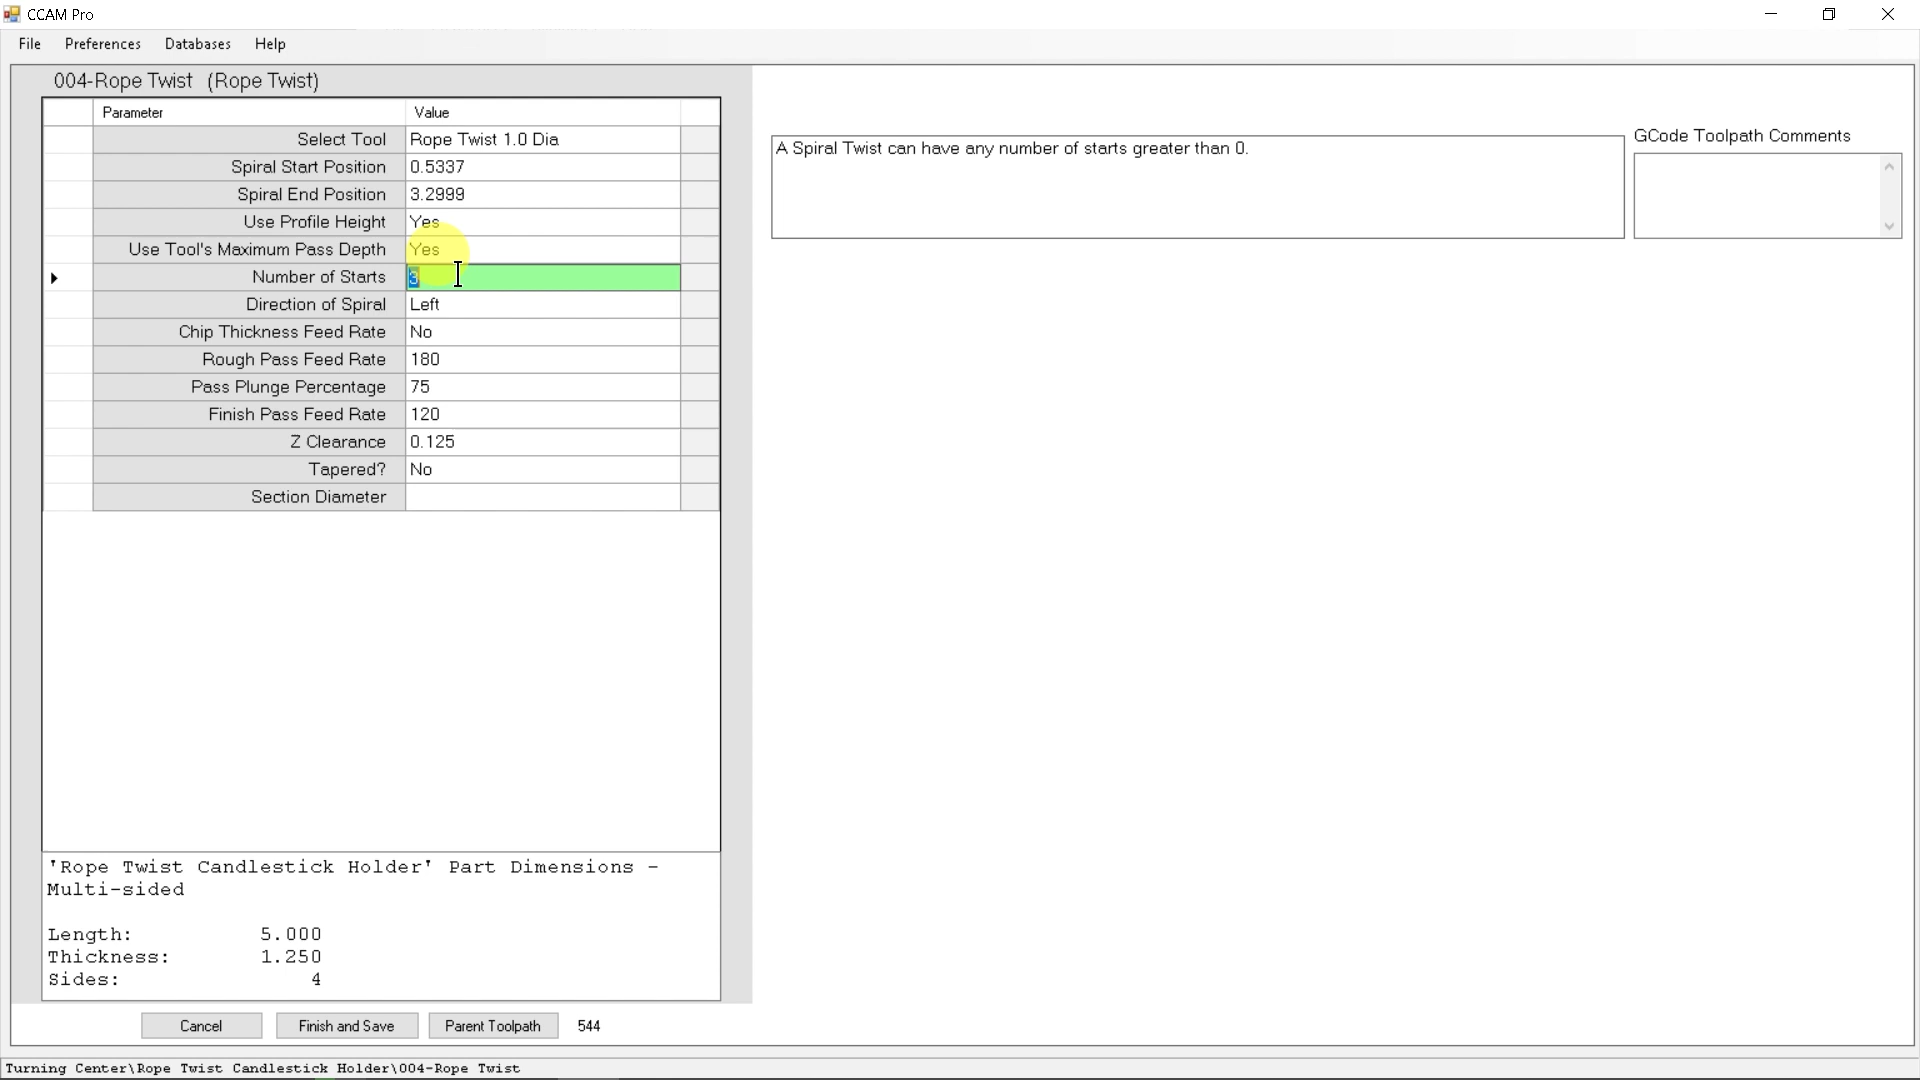 CCAM Pro
File Preferences Databases Help
004-Rope Twist (Rope Twist)
Parameter Value
Select Tool Rope Twist 1.0 Dia
Spiral Start Position 0.5337
Spiral End Position 3.2999
Use Profile Height Yes
Use Tool's Maximum Pass Depth Yes
Number of Starts 3
Direction of Spiral Left
Chip Thickness Feed Rate No
Rough Pass Feed Rate 180
Pass Plunge Percentage 75
Finish Pass Feed Rate 120
Z Clearance 0.125
Tapered? No
Section Diameter
A Spiral Twist can have any number of starts greater than 0.
GCode Toolpath Comments
'Rope Twist Candlestick Holder' Part Dimensions -
Multi-sided
Length: 5.000
Thickness: 1.250
Sides: 4
Cancel Finish and Save Parent Toolpath 544
Turning Center\Rope Twist Candlestick Holder\004-Rope Twist